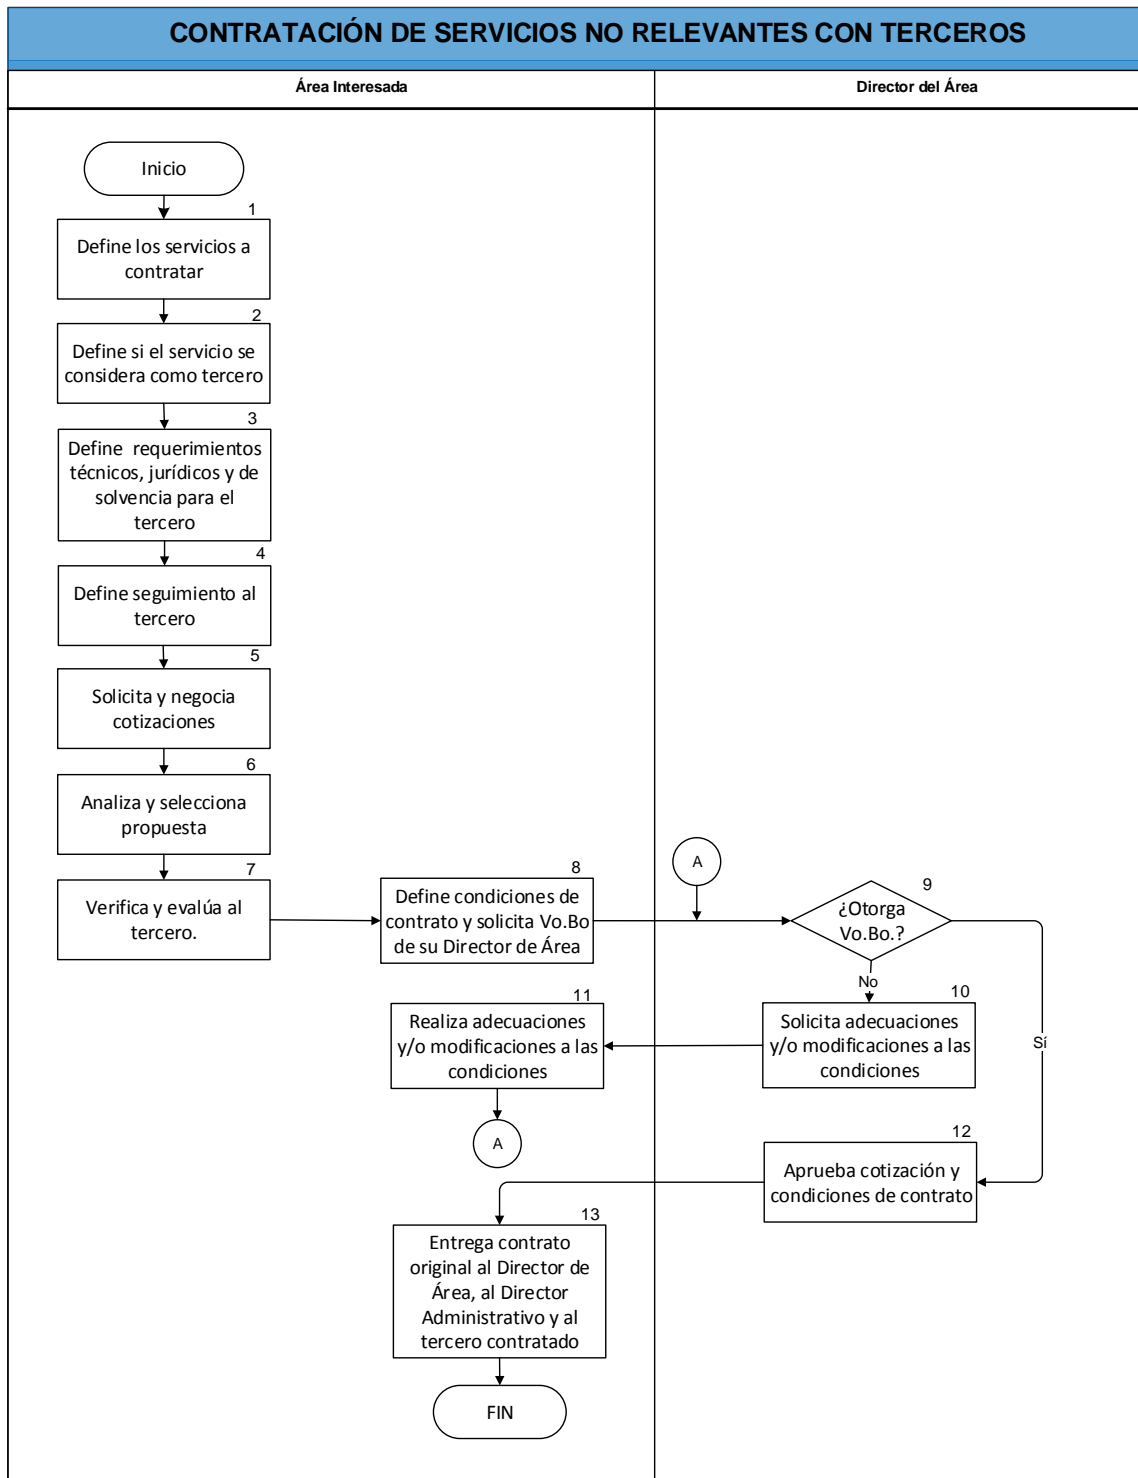 CONTRATACIÓN DE SERVICIOS NO RELEVANTES CON TERCEROS
Área Interesada
Director del Área
Inicio
1
Define los servicios a
contratar
2
Define si el servicio se
considera como tercero
3
Define requerimientos
técnicos, jurídicos y de
solvencia para el
tercero
4
Define seguimiento al
tercero
5
Solicita y negocia
cotizaciones
6
Analiza y selecciona
propuesta
7
Verifica y evalúa al
tercero.
8
Define condiciones de
contrato y solicita Vo.Bo
de su Director de Área
A
9
¿Otorga
Vo.Bo.?
No
Sí
10
Solicita adecuaciones
y/o modificaciones a las
condiciones
11
Realiza adecuaciones
y/o modificaciones a las
condiciones
A
12
Aprueba cotización y
condiciones de contrato
13
Entrega contrato
original al Director de
Área, al Director
Administrativo y al
tercero contratado
FIN